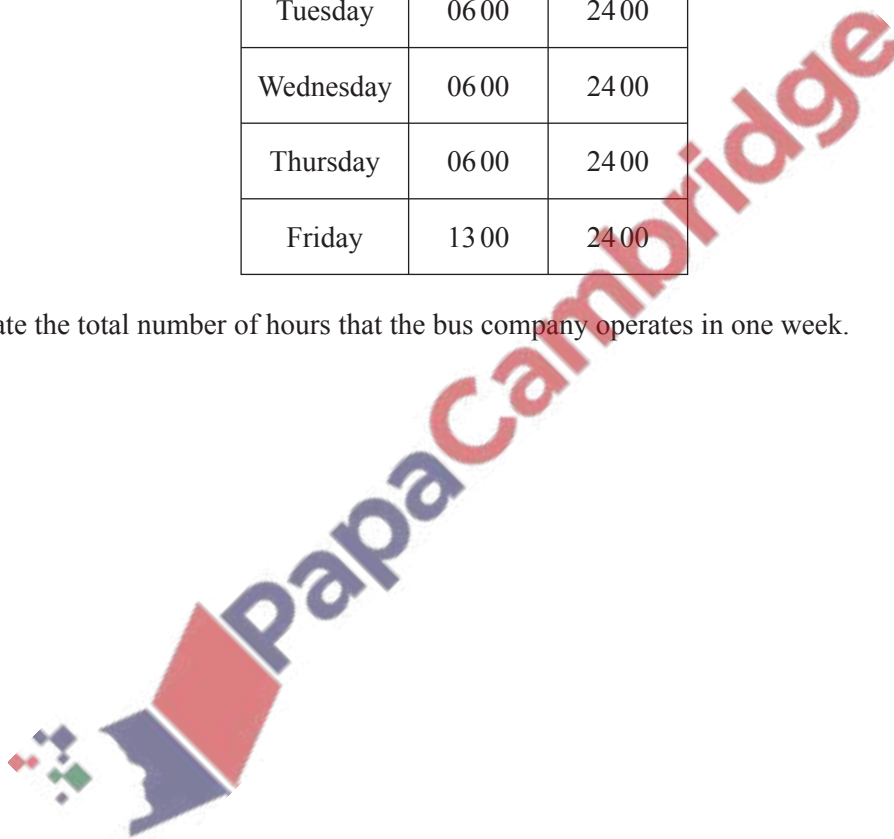 Tuesday 06 00 24 00
Wednesday 06 00 24 00
Thursday 06 00 24 00
Friday 13 00 24 00
ate the total number of hours that the bus company operates in one week.
PapaCambridge